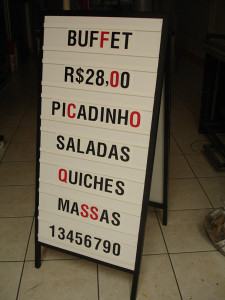 BUFFET
R$28,00
PICADINHO
SALADAS
QUICHES
MASSAS
13456790